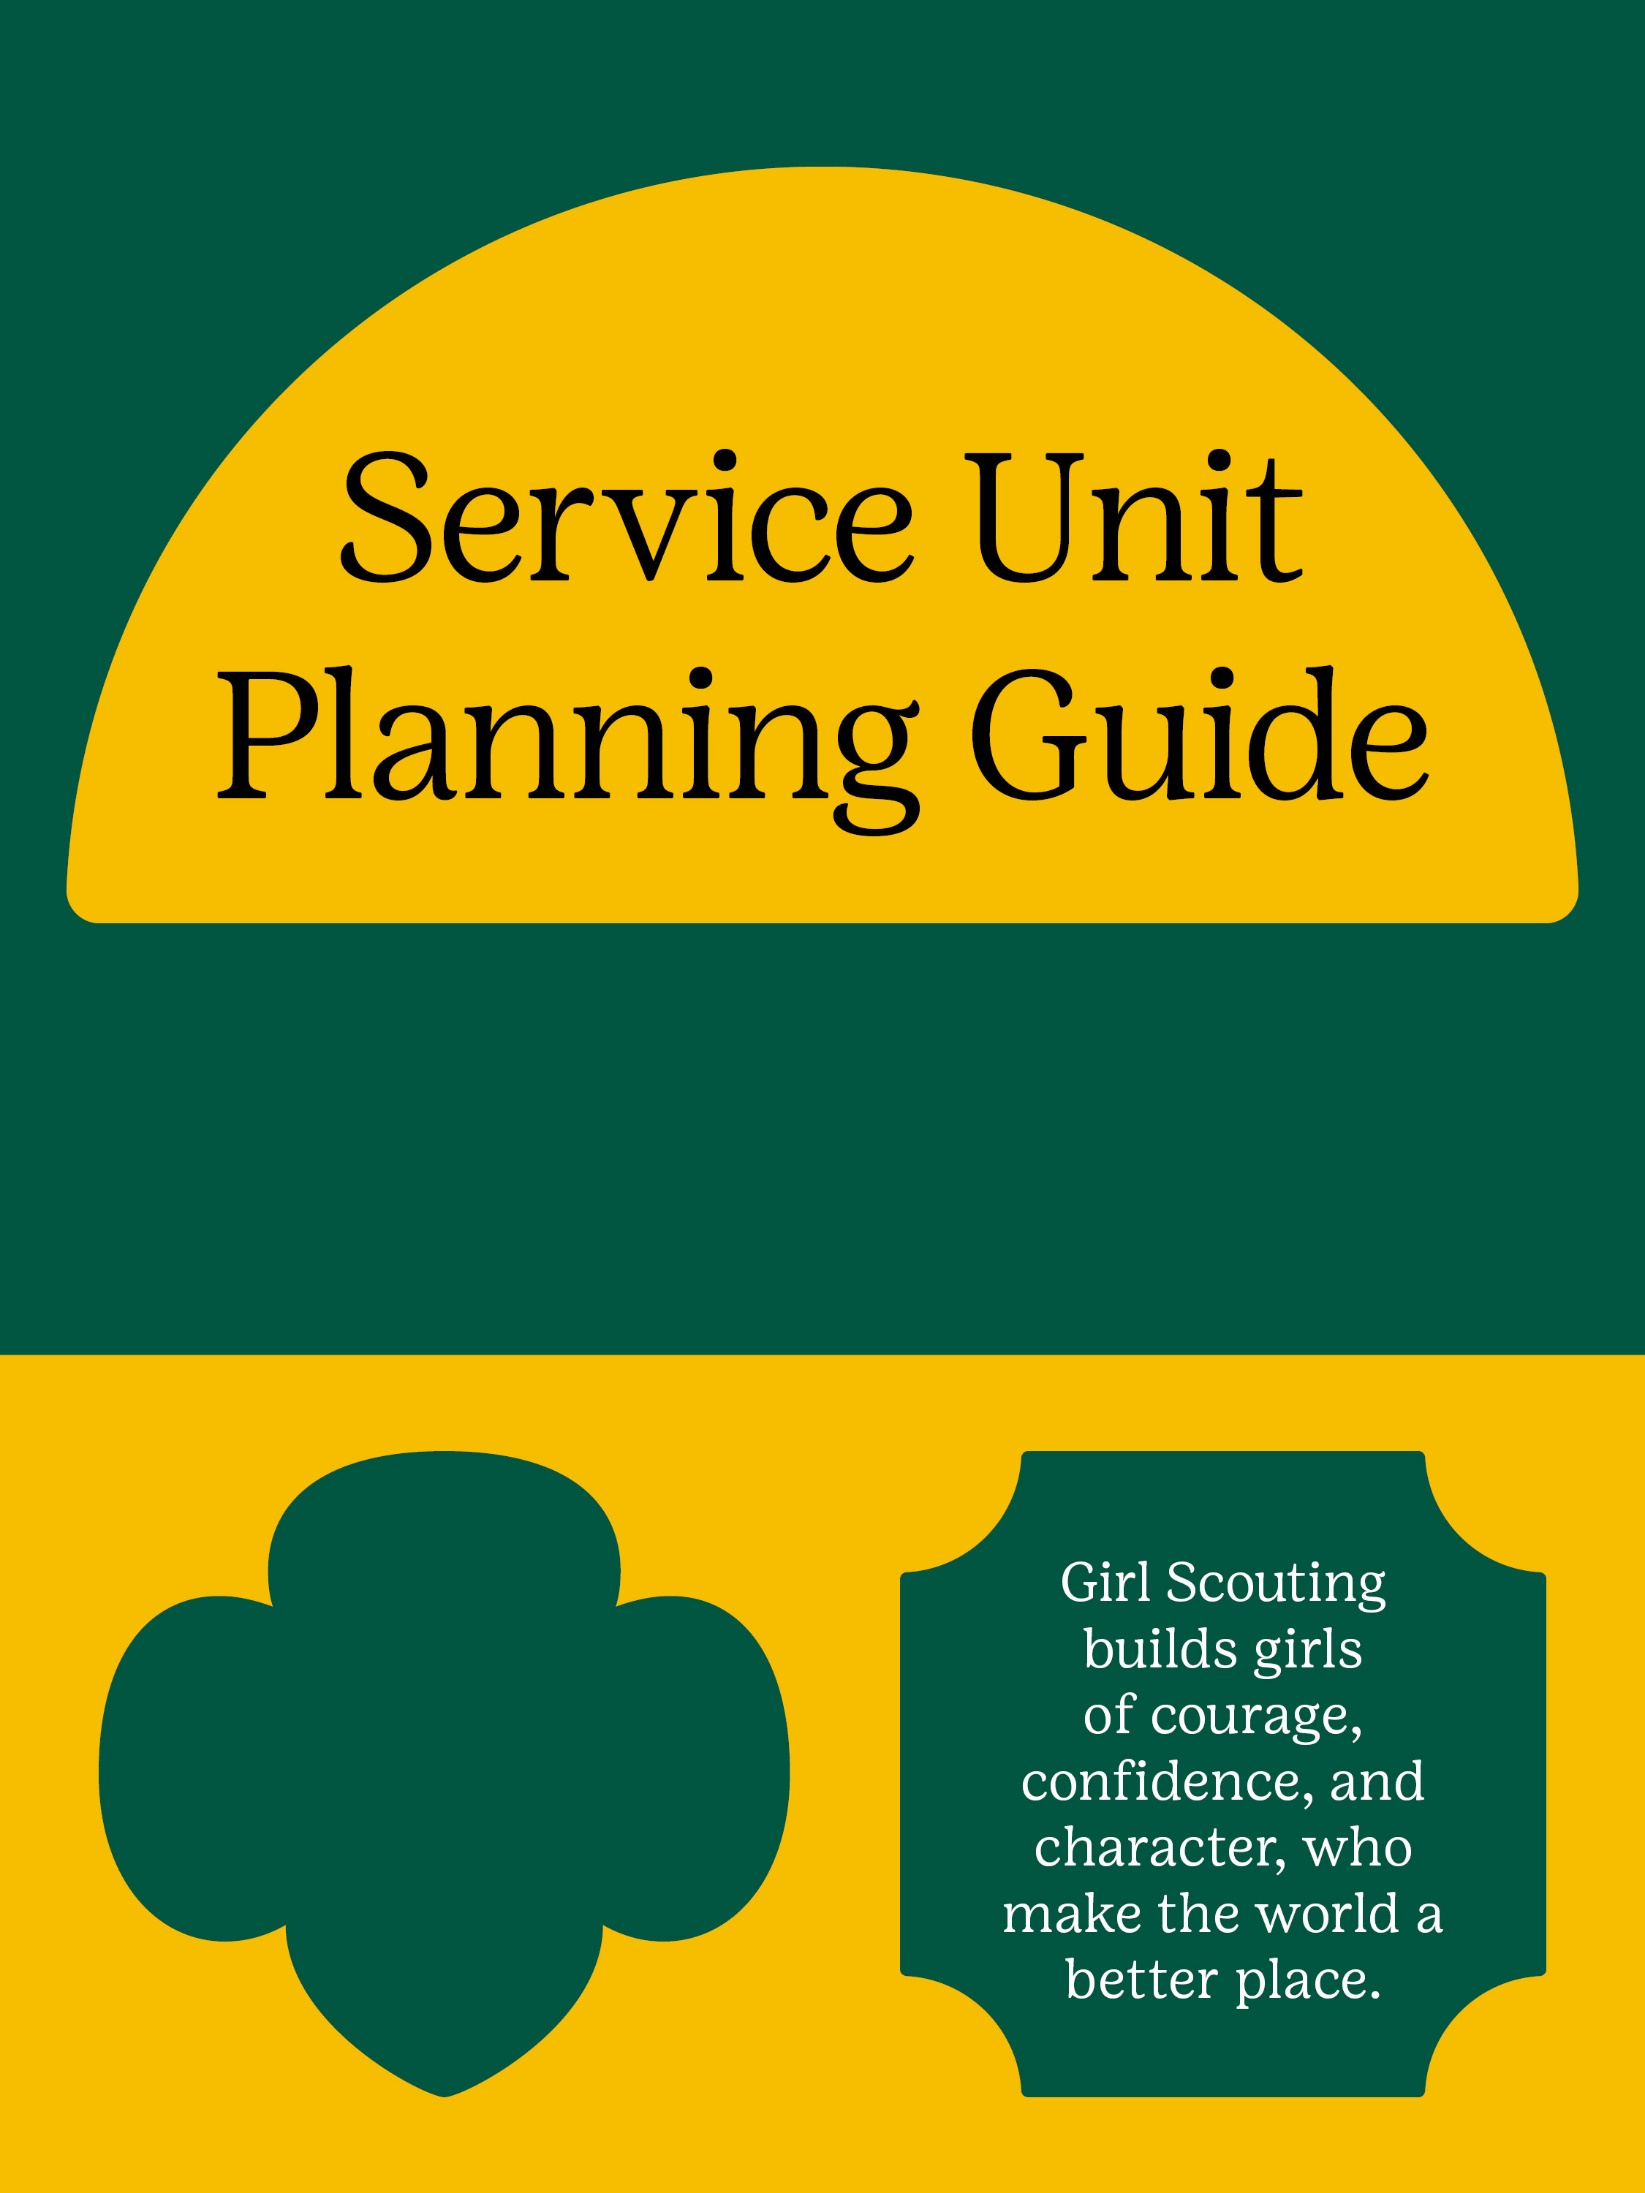 Service Unit
Planning Guide
Girl Scouting
builds girls
of courage,
confidence, and
character, who
make the world a
better place.